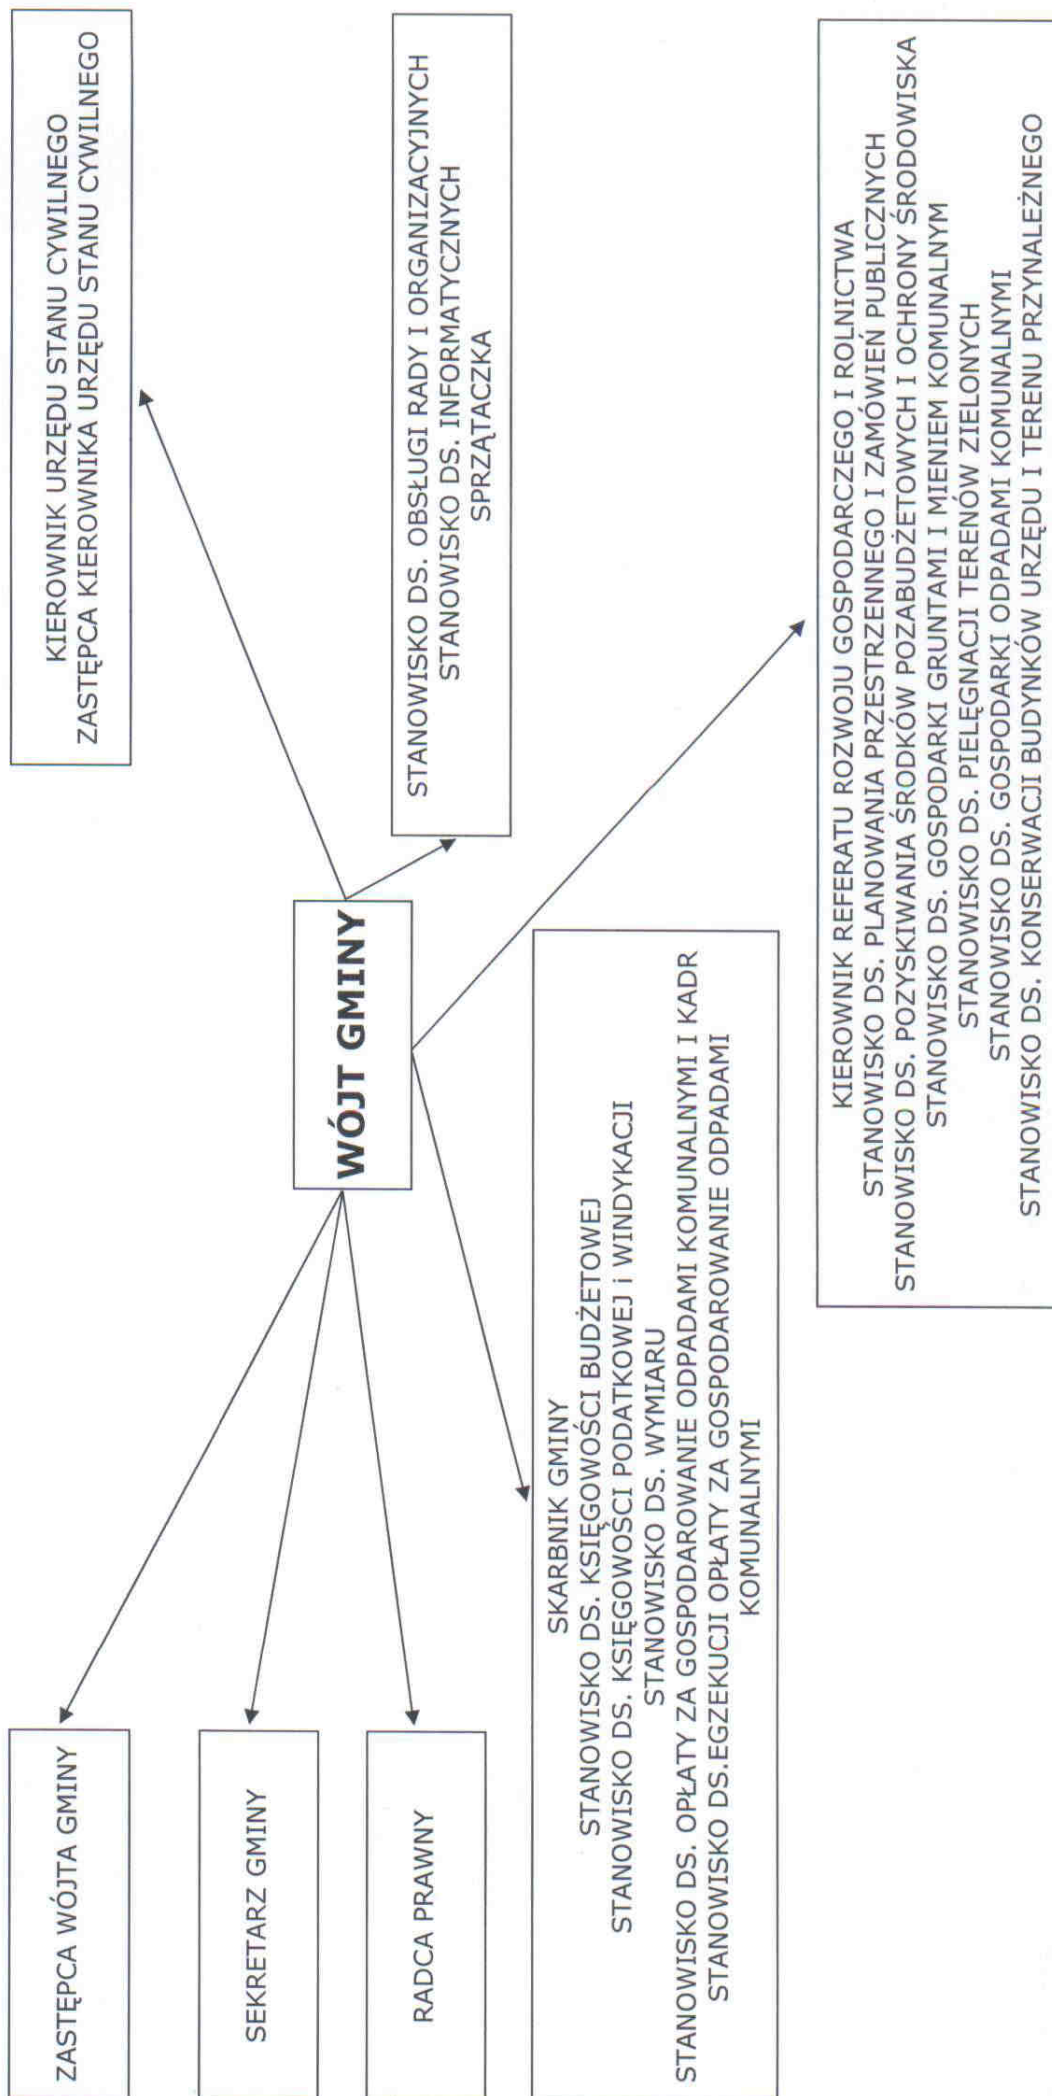 ZASTĘPCA WÓJTA GMINY
SEKRETARZ GMINY
RADCA PRAWNY
WÓJT GMINY
KIEROWNIK URZĘDU STANU CYWILNEGO
ZASTĘPCA KIEROWNIKA URZĘDU STANU CYWILNEGO
STANOWISKO DS. OBSŁUGI RADY I ORGANIZACYJNYCH
STANOWISKO DS. INFORMATYCZNYCH
SPRZĄTACZKA
SKARBNIK GMINY
STANOWISKO DS. KSIĘGOWOŚCI BUDŻETOWEJ
STANOWISKO DS. KSIĘGOWOŚCI PODATKOWEJ i WINDYKACJI
STANOWISKO DS. WYMIARU
STANOWISKO DS. OPŁATY ZA GOSPODAROWANIE ODPADAMI KOMUNALNYMI I KADR
STANOWISKO DS.EGZEKUCJI OPŁATY ZA GOSPODAROWANIE ODPADAMI
KOMUNALNYMI
KIEROWNIK REFERATU ROZWOJU GOSPODARCZEGO I ROLNICTWA
STANOWISKO DS. PLANOWANIA PRZESTRZENNEGO I ZAMÓWIEŃ PUBLICZNYCH
STANOWISKO DS. POZYSKIWANIA ŚRODKÓW POZABUDŻETOWYCH I OCHRONY ŚRODOWISKA
STANOWISKO DS. GOSPODARKI GRUNTAMI I MIENIEM KOMUNALNYM
STANOWISKO DS. PIELĘGNACJI TERENÓW ZIELONYCH
STANOWISKO DS. GOSPODARKI ODPADAMI KOMUNALNYMI
STANOWISKO DS. KONSERWACJI BUDYNKÓW URZĘDU I TERENU PRZYNALEŻNEGO